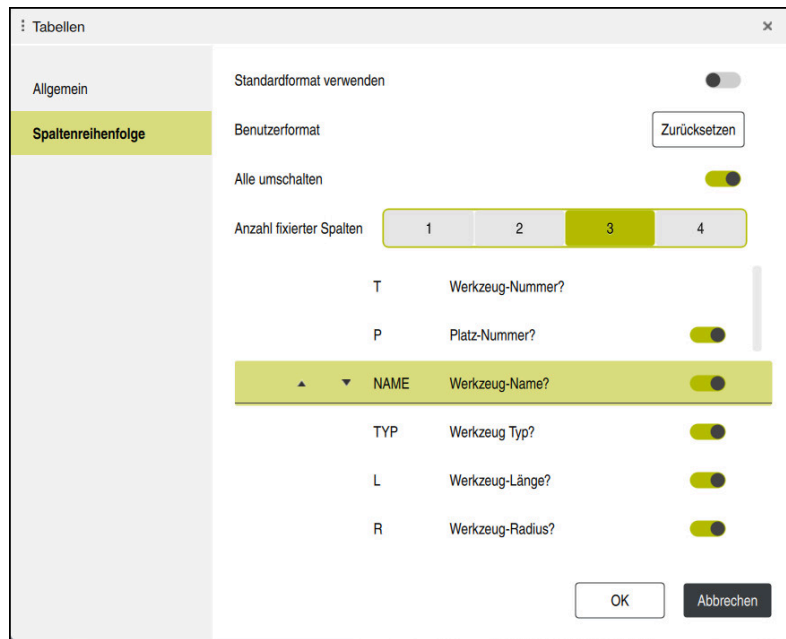 Tabellen
Allgemein
Spaltenreihenfolge
Standardformat verwenden
Benutzerformat Zurücksetzen
Alle umschalten
Anzahl fixierter Spalten 1 2 3 4
T Werkzeug-Nummer?
P Platz-Nummer?
NAME Werkzeug-Name?
TYP Werkzeug Typ?
L Werkzeug-Länge?
R Werkzeug-Radius?
OK Abbrechen